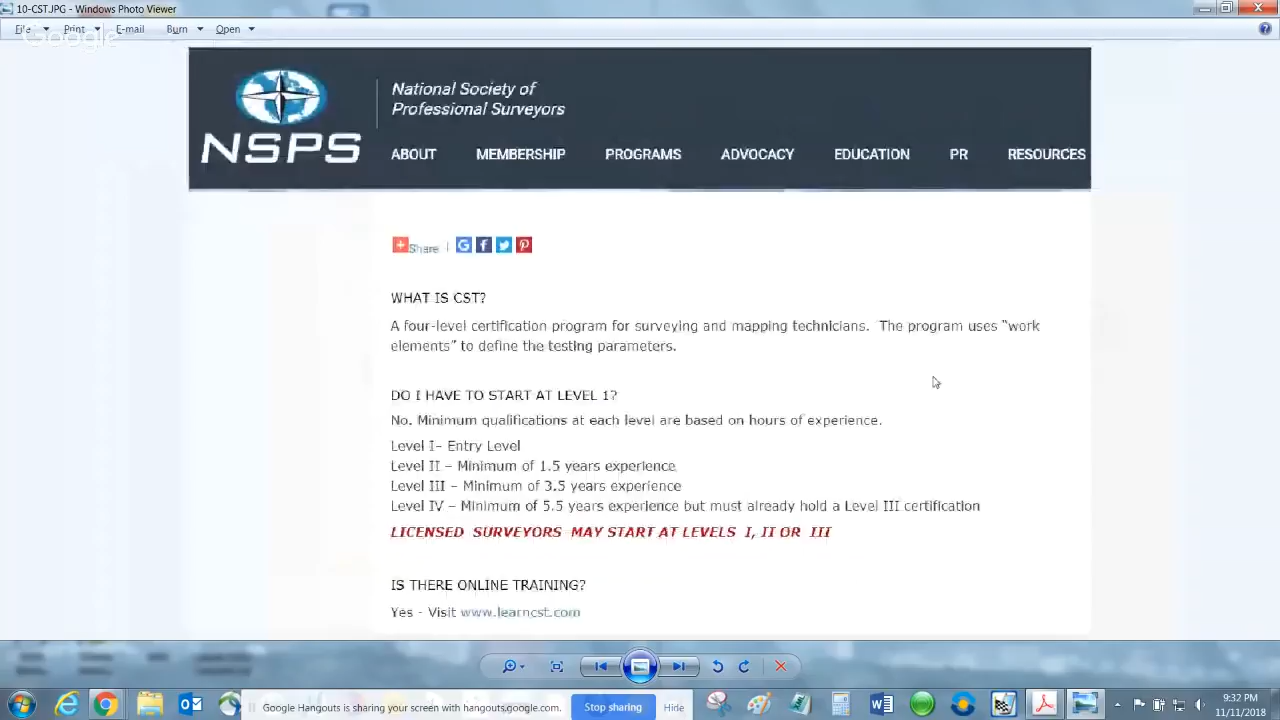 10-CST.JPG - Windows Photo Viewer
File Print E-mail Burn Open
Google
National Society of
Professional Surveyors
NSPS
ABOUT MEMBERSHIP PROGRAMS ADVOCACY EDUCATION PR RESOURCES
Share
WHAT IS CST?
A four-level certification program for surveying and mapping technicians. The program uses “work
elements” to define the testing parameters.
DO I HAVE TO START AT LEVEL 1?
No. Minimum qualifications at each level are based on hours of experience.
Level I– Entry Level
Level II – Minimum of 1.5 years experience
Level III – Minimum of 3.5 years experience
Level IV – Minimum of 5.5 years experience but must already hold a Level III certification
LICENSED SURVEYORS MAY START AT LEVELS I, II OR III
IS THERE ONLINE TRAINING?
Yes - Visit www.learncst.com
Google Hangouts is sharing your screen with hangouts.google.com.
Stop sharing
Hide
9:32 PM
11/11/2018